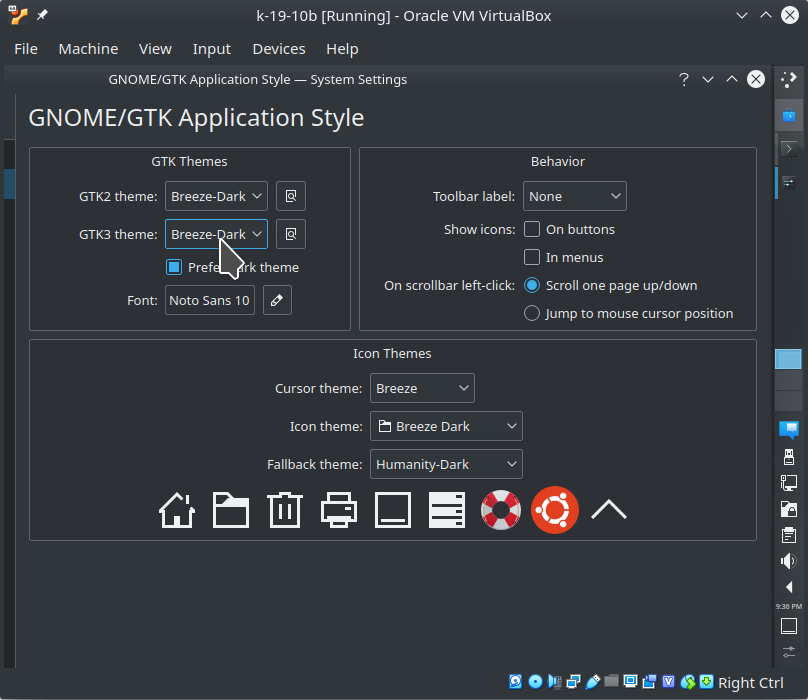 k-19-10b [Running] - Oracle VM VirtualBox
File Machine View Input Devices Help
GNOME/GTK Application Style — System Settings
?
GNOME/GTK Application Style
GTK Themes
GTK2 theme: Breeze-Dark
GTK3 theme: Breeze-Dark
Prefe rk theme
Font: Noto Sans 10
Behavior
Toolbar label: None
Show icons: On buttons
In menus
On scrollbar left-click: Scroll one page up/down
Jump to mouse cursor position
Icon Themes
Cursor theme: Breeze
Icon theme: Breeze Dark
Fallback theme: Humanity-Dark
9:36 PM
Right Ctrl